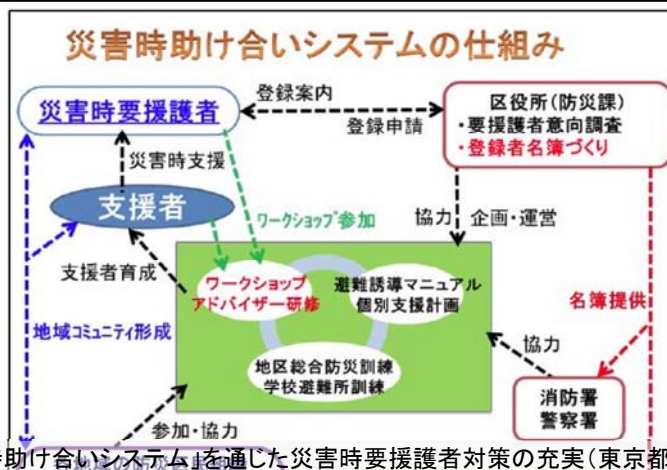 災害時助け合いシステムの仕組み
災害時要援護者
登録案内
登録申請
区役所(防災課)
・要援護者意向調査
・登録者名簿づくり
災害時支援
支援者
ワークショップ参加
協力
企画・運営
支援者育成
ワークショップ
アドバイザー研修
避難誘導マニュアル
個別支援計画
名簿提供
地域コミュニティ形成
協力
地区総合防災訓練
学校避難所訓練
消防署
警察署
参加・協力
助け合いシステム」を通じた災害時要援護者対策の充実(東京都